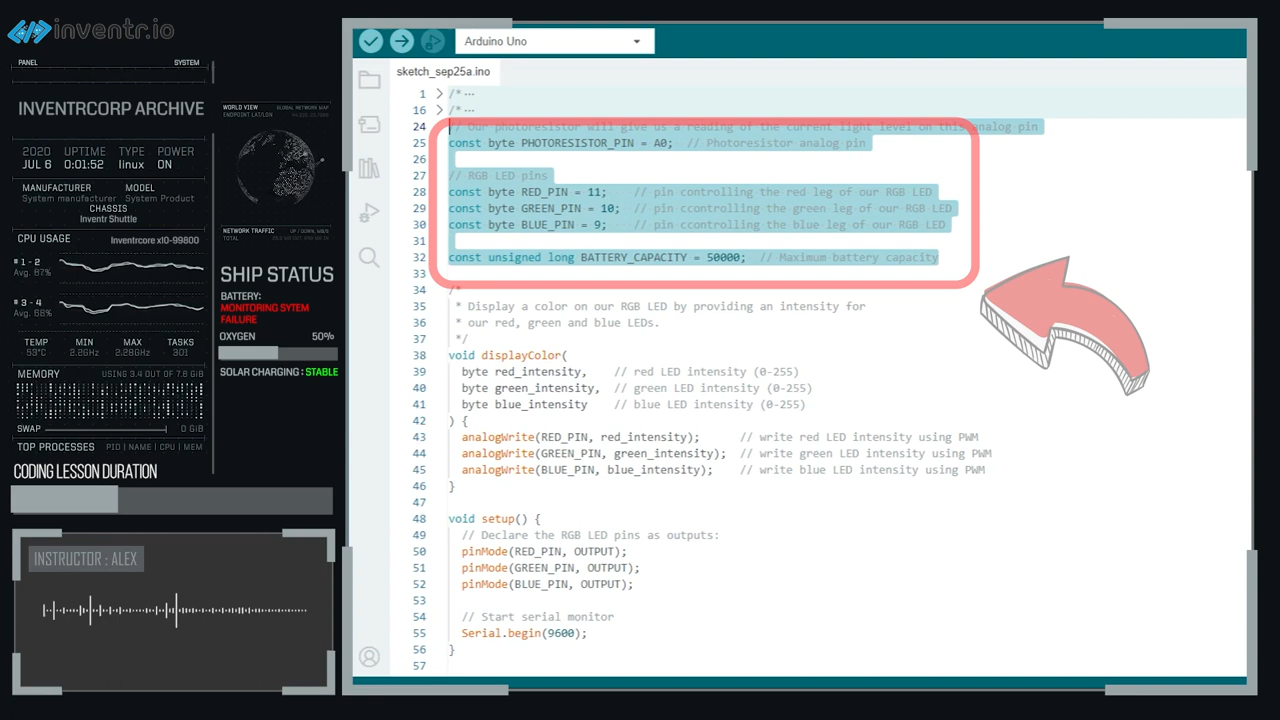 inventr.io
PANEL
SYSTEM
INVENTRCORP ARCHIVE
2020 UPTIME TYPE POWER
JUL 6 0:01:52 linux ON
MANUFACTURER MODEL
System manufacturer System Product
CHASSIS
Inventr Shuttle
CPU USAGE Inventrcore x10-99800
# 1 - 2
Avg. 87%
# 3 - 4
Avg. 68%
TEMP MIN MAX TASKS
53°C 2.2GHz 2.29GHz 301
MEMORY USING 3.4 OUT OF 7.6 GiB
SWAP 0 GiB
TOP PROCESSES PID | NAME | CPU | MEM
WORLD VIEW GLOBAL NETWORK MAP
ENDPOINT LAT/LON
NETWORK TRAFFIC UP / DOWN, MB/S
TOTAL
SHIP STATUS
BATTERY:
MONITORING SYTEM
FAILURE
OXYGEN 50%
SOLAR CHARGING : STABLE
CODING LESSON DURATION
INSTRUCTOR : ALEX
Arduino Uno
sketch_sep25a.ino
1 /*...
16 /*...
24 // Our photoresistor will give us a reading of the current light level on this analog pin
25 const byte PHOTORESISTOR_PIN = A0; // Photoresistor analog pin
26
27 // RGB LED pins
28 const byte RED_PIN = 11; // pin controlling the red leg of our RGB LED
29 const byte GREEN_PIN = 10; // pin ccontrolling the green leg of our RGB LED
30 const byte BLUE_PIN = 9; // pin ccontrolling the blue leg of our RGB LED
31
32 const unsigned long BATTERY_CAPACITY = 50000; // Maximum battery capacity
33
34 /*
35 * Display a color on our RGB LED by providing an intensity for
36 * our red, green and blue LEDs.
37 */
38 void displayColor(
39 byte red_intensity, // red LED intensity (0-255)
40 byte green_intensity, // green LED intensity (0-255)
41 byte blue_intensity // blue LED intensity (0-255)
42 ) {
43 analogWrite(RED_PIN, red_intensity); // write red LED intensity using PWM
44 analogWrite(GREEN_PIN, green_intensity); // write green LED intensity using PWM
45 analogWrite(BLUE_PIN, blue_intensity); // write blue LED intensity using PWM
46 }
47
48 void setup() {
49 // Declare the RGB LED pins as outputs:
50 pinMode(RED_PIN, OUTPUT);
51 pinMode(GREEN_PIN, OUTPUT);
52 pinMode(BLUE_PIN, OUTPUT);
53
54 // Start serial monitor
55 Serial.begin(9600);
56 }
57